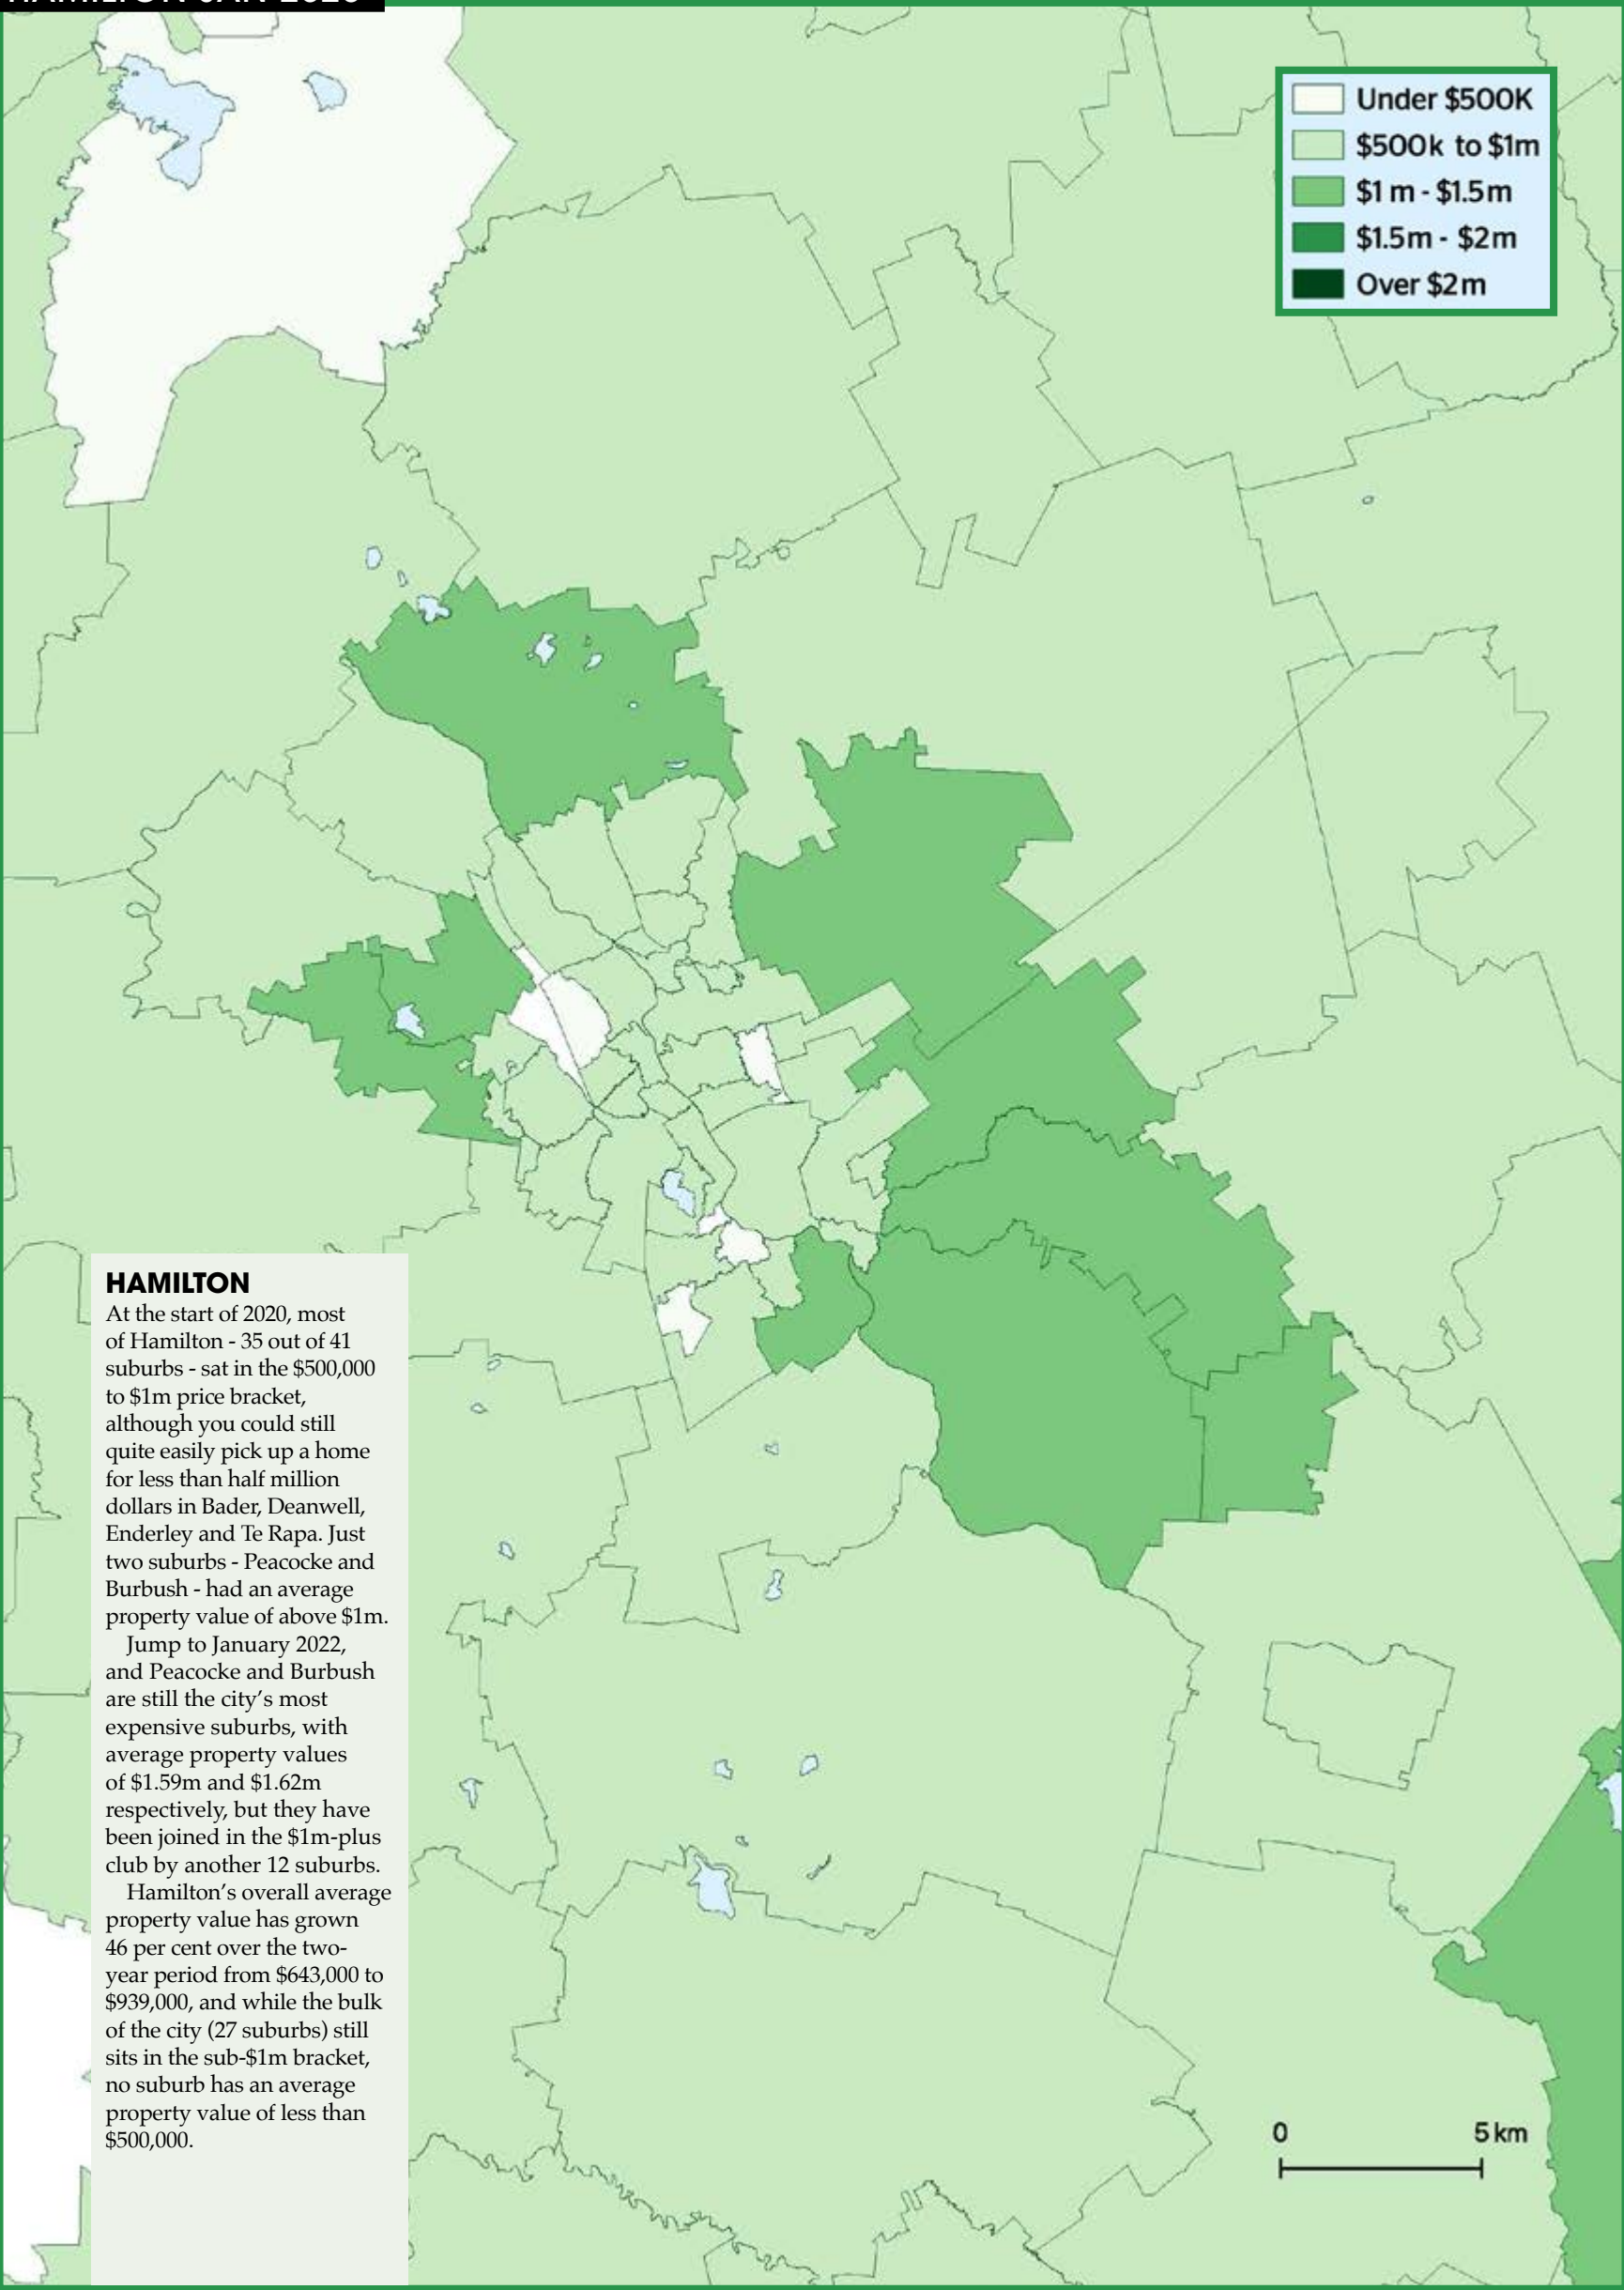 HAMILTON JAN 2020
Under $500K
$500k to $1m
$1 m - $1.5m
$1.5m - $2m
Over $2m
HAMILTON
At the start of 2020, most
of Hamilton - 35 out of 41
suburbs - sat in the $500,000
to $1m price bracket,
although you could still
quite easily pick up a home
for less than half million
dollars in Bader, Deanwell,
Enderley and Te Rapa. Just
two suburbs - Peacocke and
Burbush - had an average
property value of above $1m.
Jump to January 2022,
and Peacocke and Burbush
are still the city’s most
expensive suburbs, with
average property values
of $1.59m and $1.62m
respectively, but they have
been joined in the $1m-plus
club by another 12 suburbs.
Hamilton’s overall average
property value has grown
46 per cent over the two-
year period from $643,000 to
$939,000, and while the bulk
of the city (27 suburbs) still
sits in the sub-$1m bracket,
no suburb has an average
property value of less than
$500,000.
0 5 km